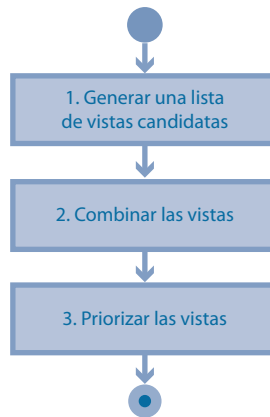 1. Generar una lista
de vistas candidatas
2. Combinar las vistas
3. Priorizar las vistas